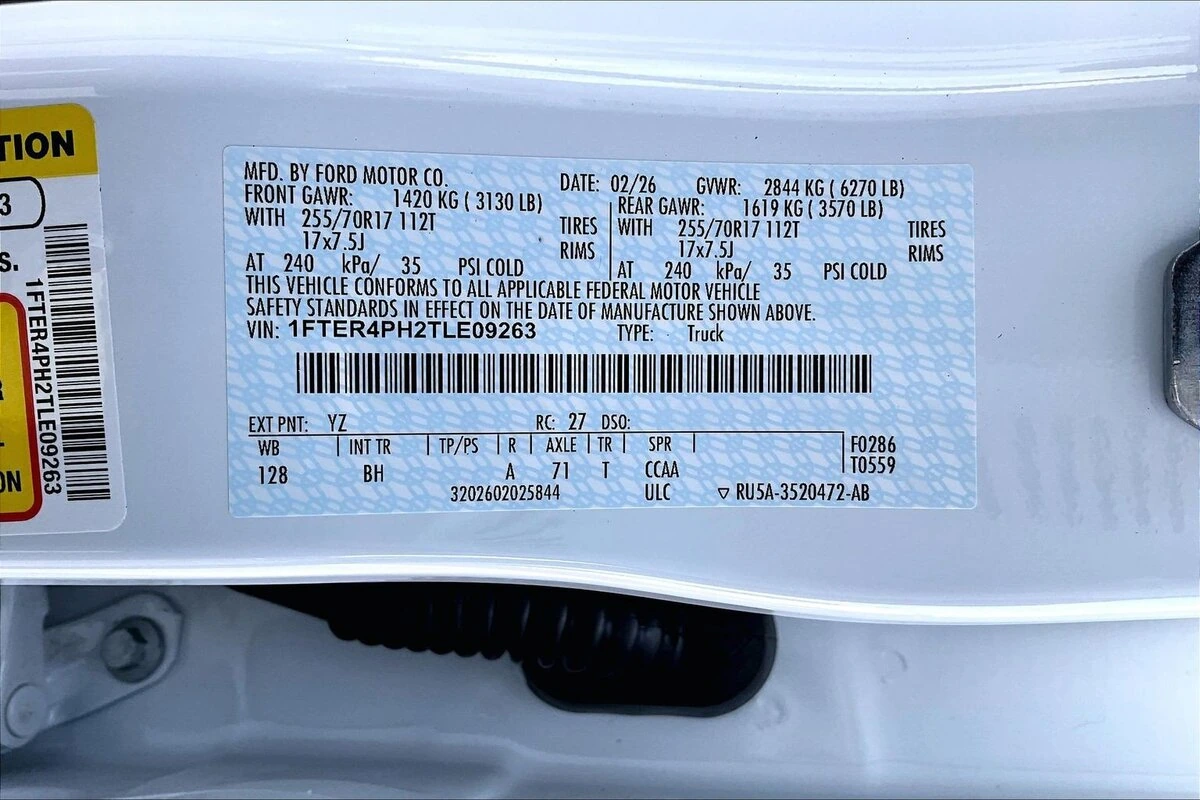 TION
3
S.
1FTER4PH2TLE09263
R
ON
MFD. BY FORD MOTOR CO.
DATE: 02/26 GVWR: 2844 KG ( 6270 LB)
FRONT GAWR: 1420 KG ( 3130 LB)
WITH 255/70R17 112T TIRES
17x7.5J RIMS
AT 240 kPa/ 35 PSI COLD
REAR GAWR: 1619 KG ( 3570 LB)
WITH 255/70R17 112T TIRES
17x7.5J RIMS
AT 240 kPa/ 35 PSI COLD
THIS VEHICLE CONFORMS TO ALL APPLICABLE FEDERAL MOTOR VEHICLE
SAFETY STANDARDS IN EFFECT ON THE DATE OF MANUFACTURE SHOWN ABOVE.
VIN: 1FTER4PH2TLE09263 TYPE: Truck
EXT PNT: YZ RC: 27 DSO:
WB INT TR TP/PS R AXLE TR SPR F0286
128 BH A 71 T CCAA T0559
3202602025844 ULC RU5A-3520472-AB